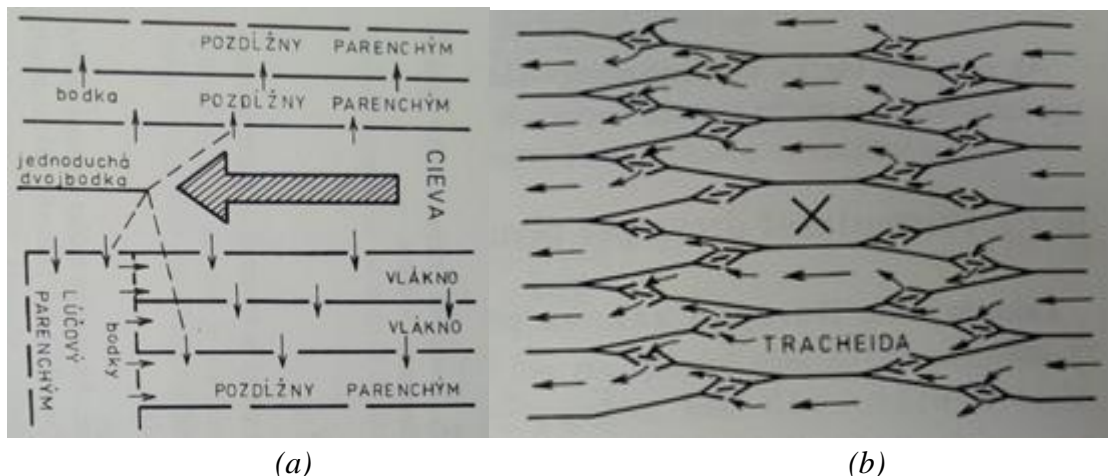 POZDĹŽNY PARENCHÝM
bodka
POZDĹŽNY PARENCHÝM
jednoduchá
dvojbodka
CIEVA
LÚČOVÝ
PARENCHÝM
bodky
VLÁKNO
VLÁKNO
POZDĹŽNY PARENCHÝM
TRACHEIDA
(a)
(b)